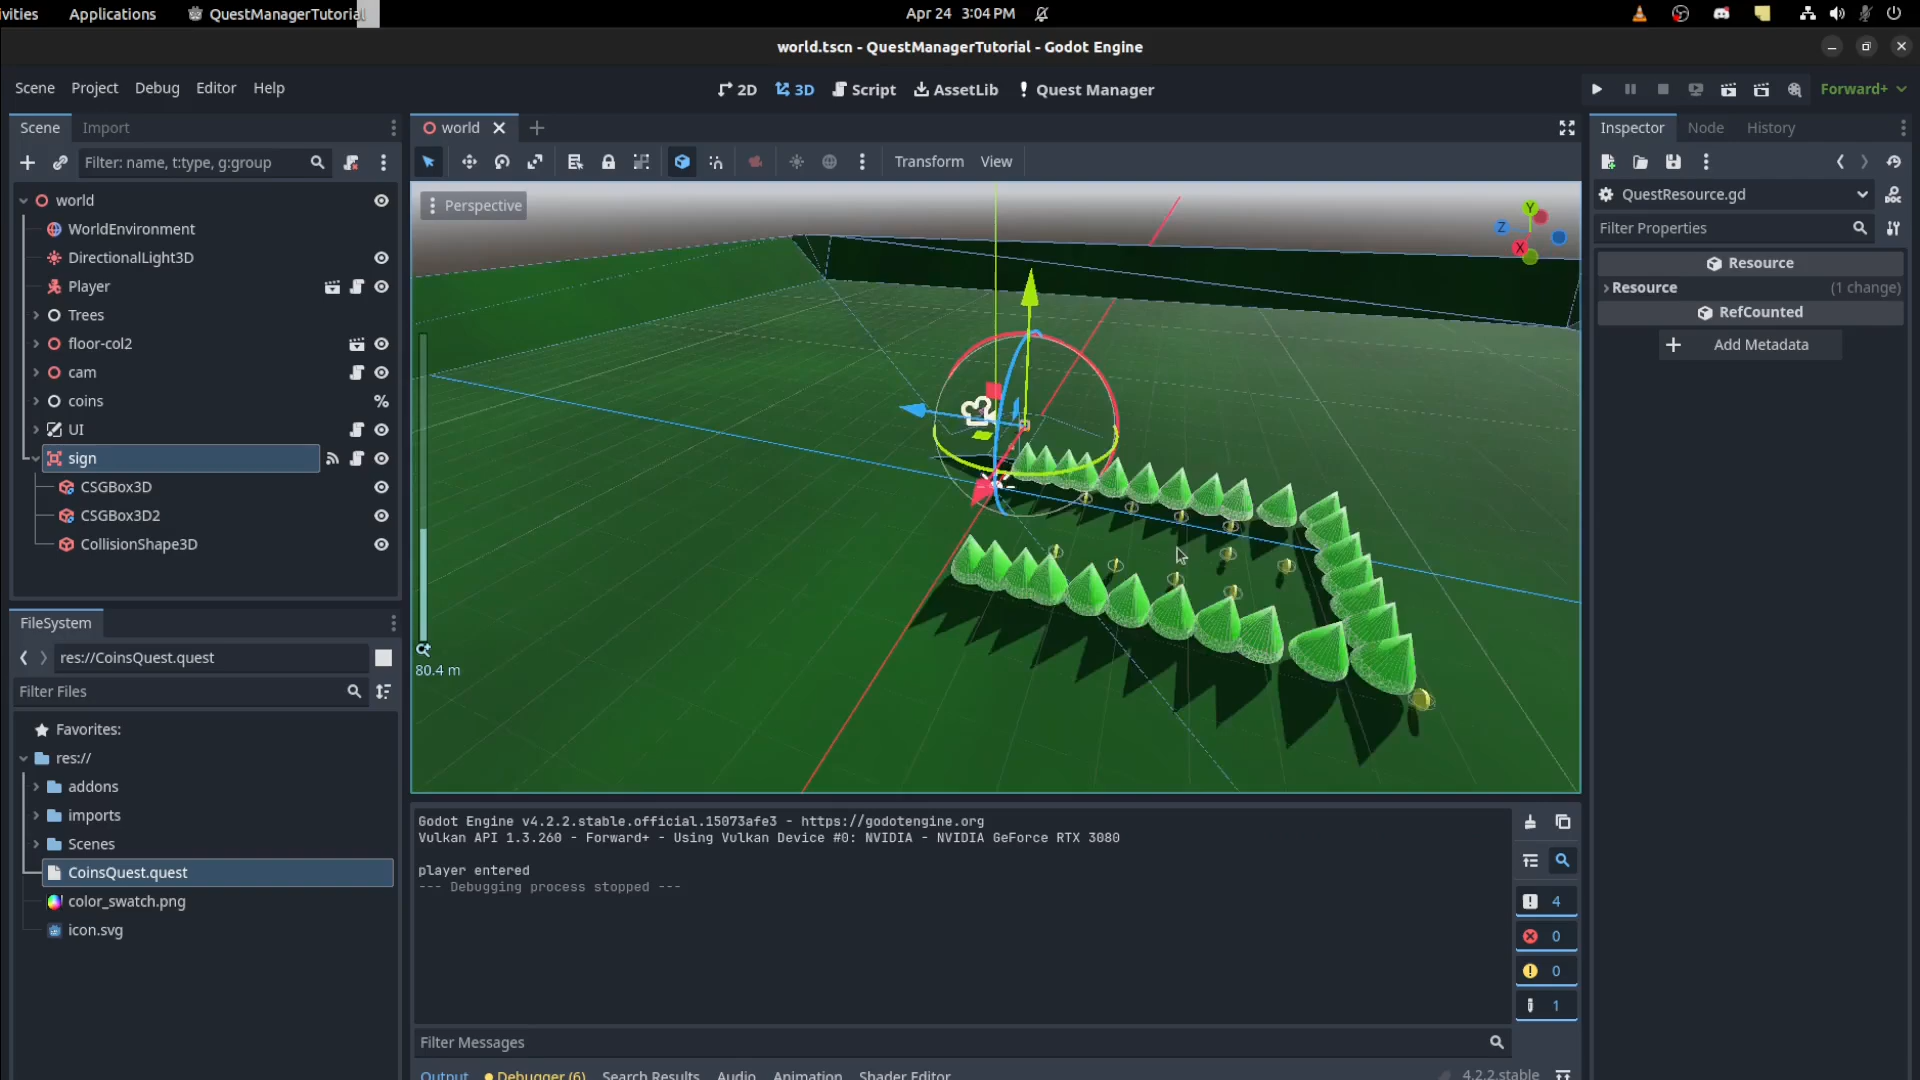 ivities Applications QuestManagerTutorial Apr 24 3:04 PM
world.tscn - QuestManagerTutorial - Godot Engine
Scene Project Debug Editor Help 2D 3D Script AssetLib Quest Manager Forward+
Scene Import
Filter: name, t:type, g:group
world
WorldEnvironment
DirectionalLight3D
Player
Trees
floor-col2
cam
coins
UI
sign
CSGBox3D
CSGBox3D2
CollisionShape3D
FileSystem
res://CoinsQuest.quest
Filter Files
Favorites:
res://
addons
imports
Scenes
CoinsQuest.quest
color_swatch.png
icon.svg
world
Transform View
Perspective
Y
Z
X
80.4 m
Godot Engine v4.2.2.stable.official.15073afe3 - https://godotengine.org
Vulkan API 1.3.260 - Forward+ - Using Vulkan Device #0: NVIDIA - NVIDIA GeForce RTX 3080
player entered
--- Debugging process stopped ---
4
0
0
1
Filter Messages
Output Debugger (6) Search Results Audio Animation Shader Editor 4.2.2.stable
Inspector Node History
QuestResource.gd
Filter Properties
Resource
Resource (1 change)
RefCounted
Add Metadata